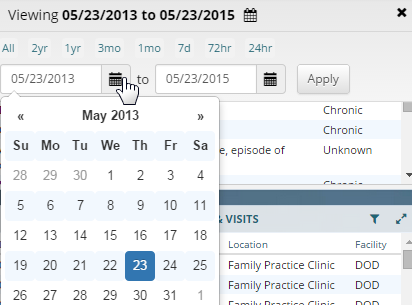 Viewing 05/23/2013 to 05/23/2015
All 2yr 1yr 3mo 1mo 7d 72hr 24hr
05/23/2013 to 05/23/2015 Apply
« May 2013 »
Su Mo Tu We Th Fr Sa
28 29 30 1 2 3 4
5 6 7 8 9 10 11
12 13 14 15 16 17 18
19 20 21 22 23 24 25
26 27 28 29 30 31 1
Chronic
Chronic
, episode of Unknown
Chronic
& VISITS
Location Facility
Family Practice Clinic DOD
Family Practice Clinic DOD
Family Practice Clinic DOD